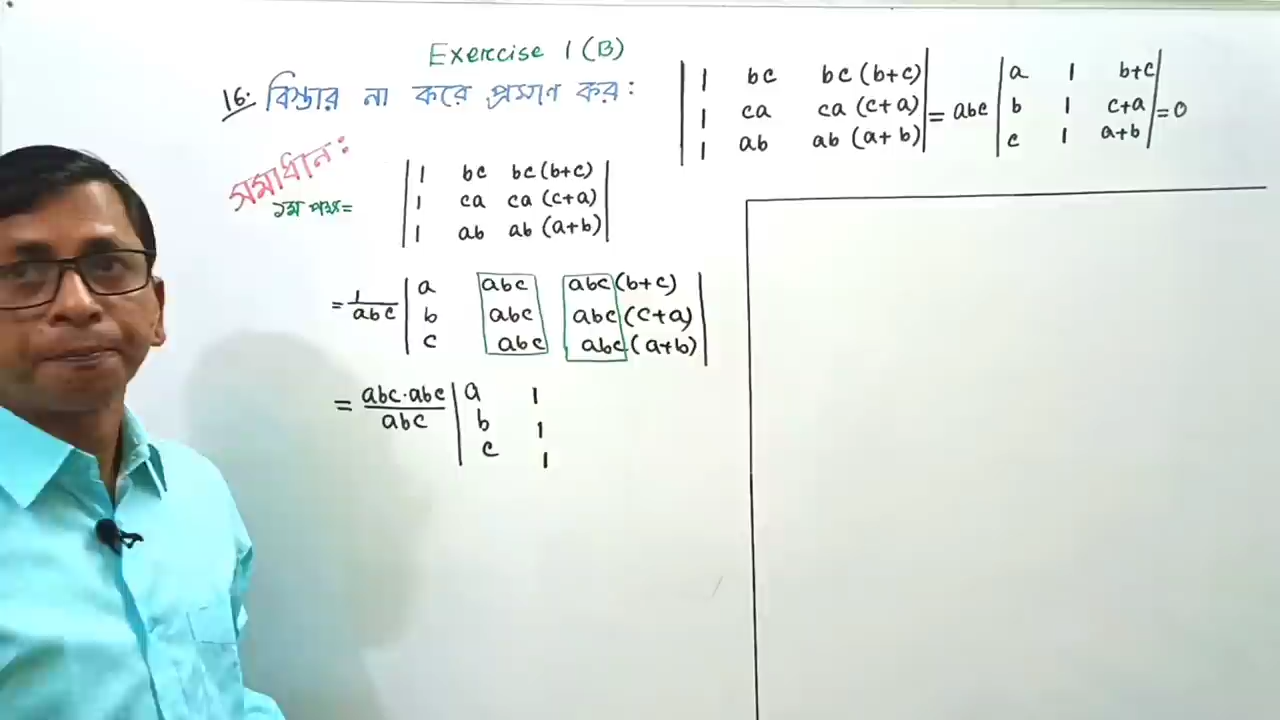 Exercise 1(B)
16. বিস্তার না করে প্রমাণ কর:
| 1 bc bc(b+c) |
| 1 ca ca(c+a) | = abc | a 1 b+c; b 1 c+a; c 1 a+b | = 0
| 1 ab ab(a+b) |
সমাধান:
১ম পক্ষ=
| 1 bc bc(b+c) |
| 1 ca ca(c+a) |
| 1 ab ab(a+b) |
= 1/abc | a abc abc(b+c) |
| b abc abc(c+a) |
| c abc abc(a+b) |
= abc·abc/abc | a 1
| b 1
| c 1